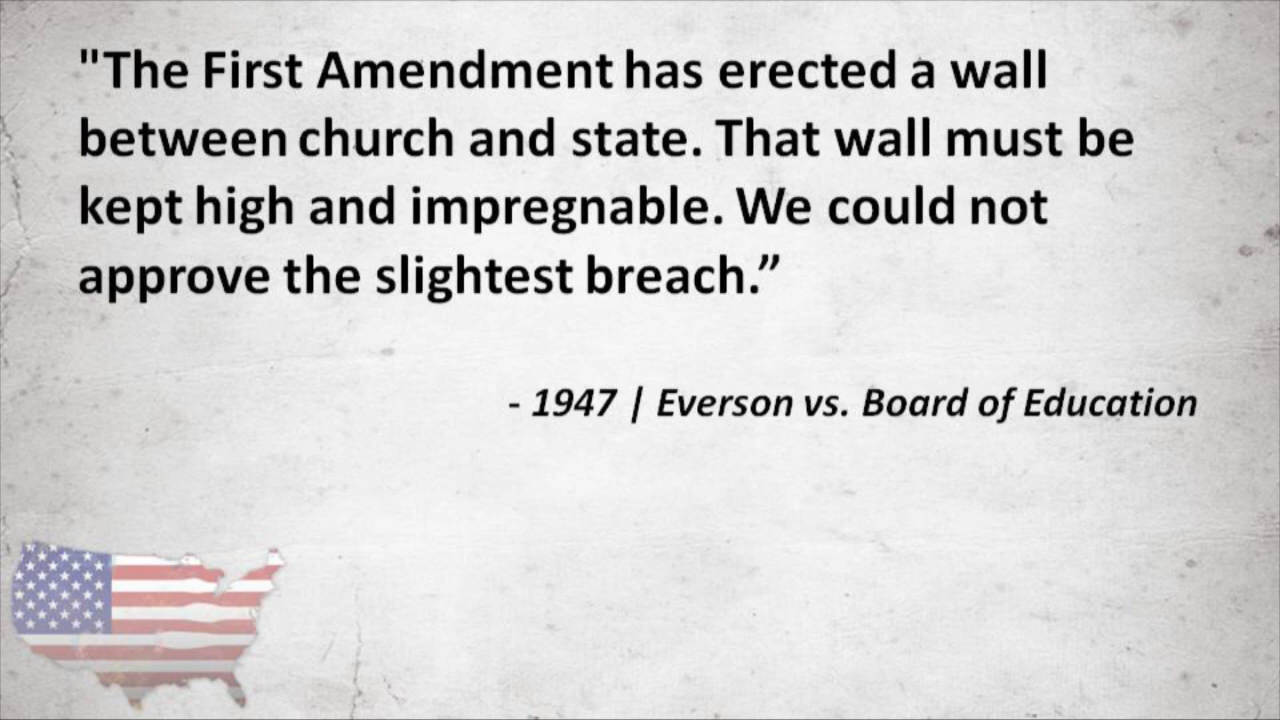 "The First Amendment has erected a wall
between church and state. That wall must be
kept high and impregnable. We could not
approve the slightest breach.”
- 1947 | Everson vs. Board of Education